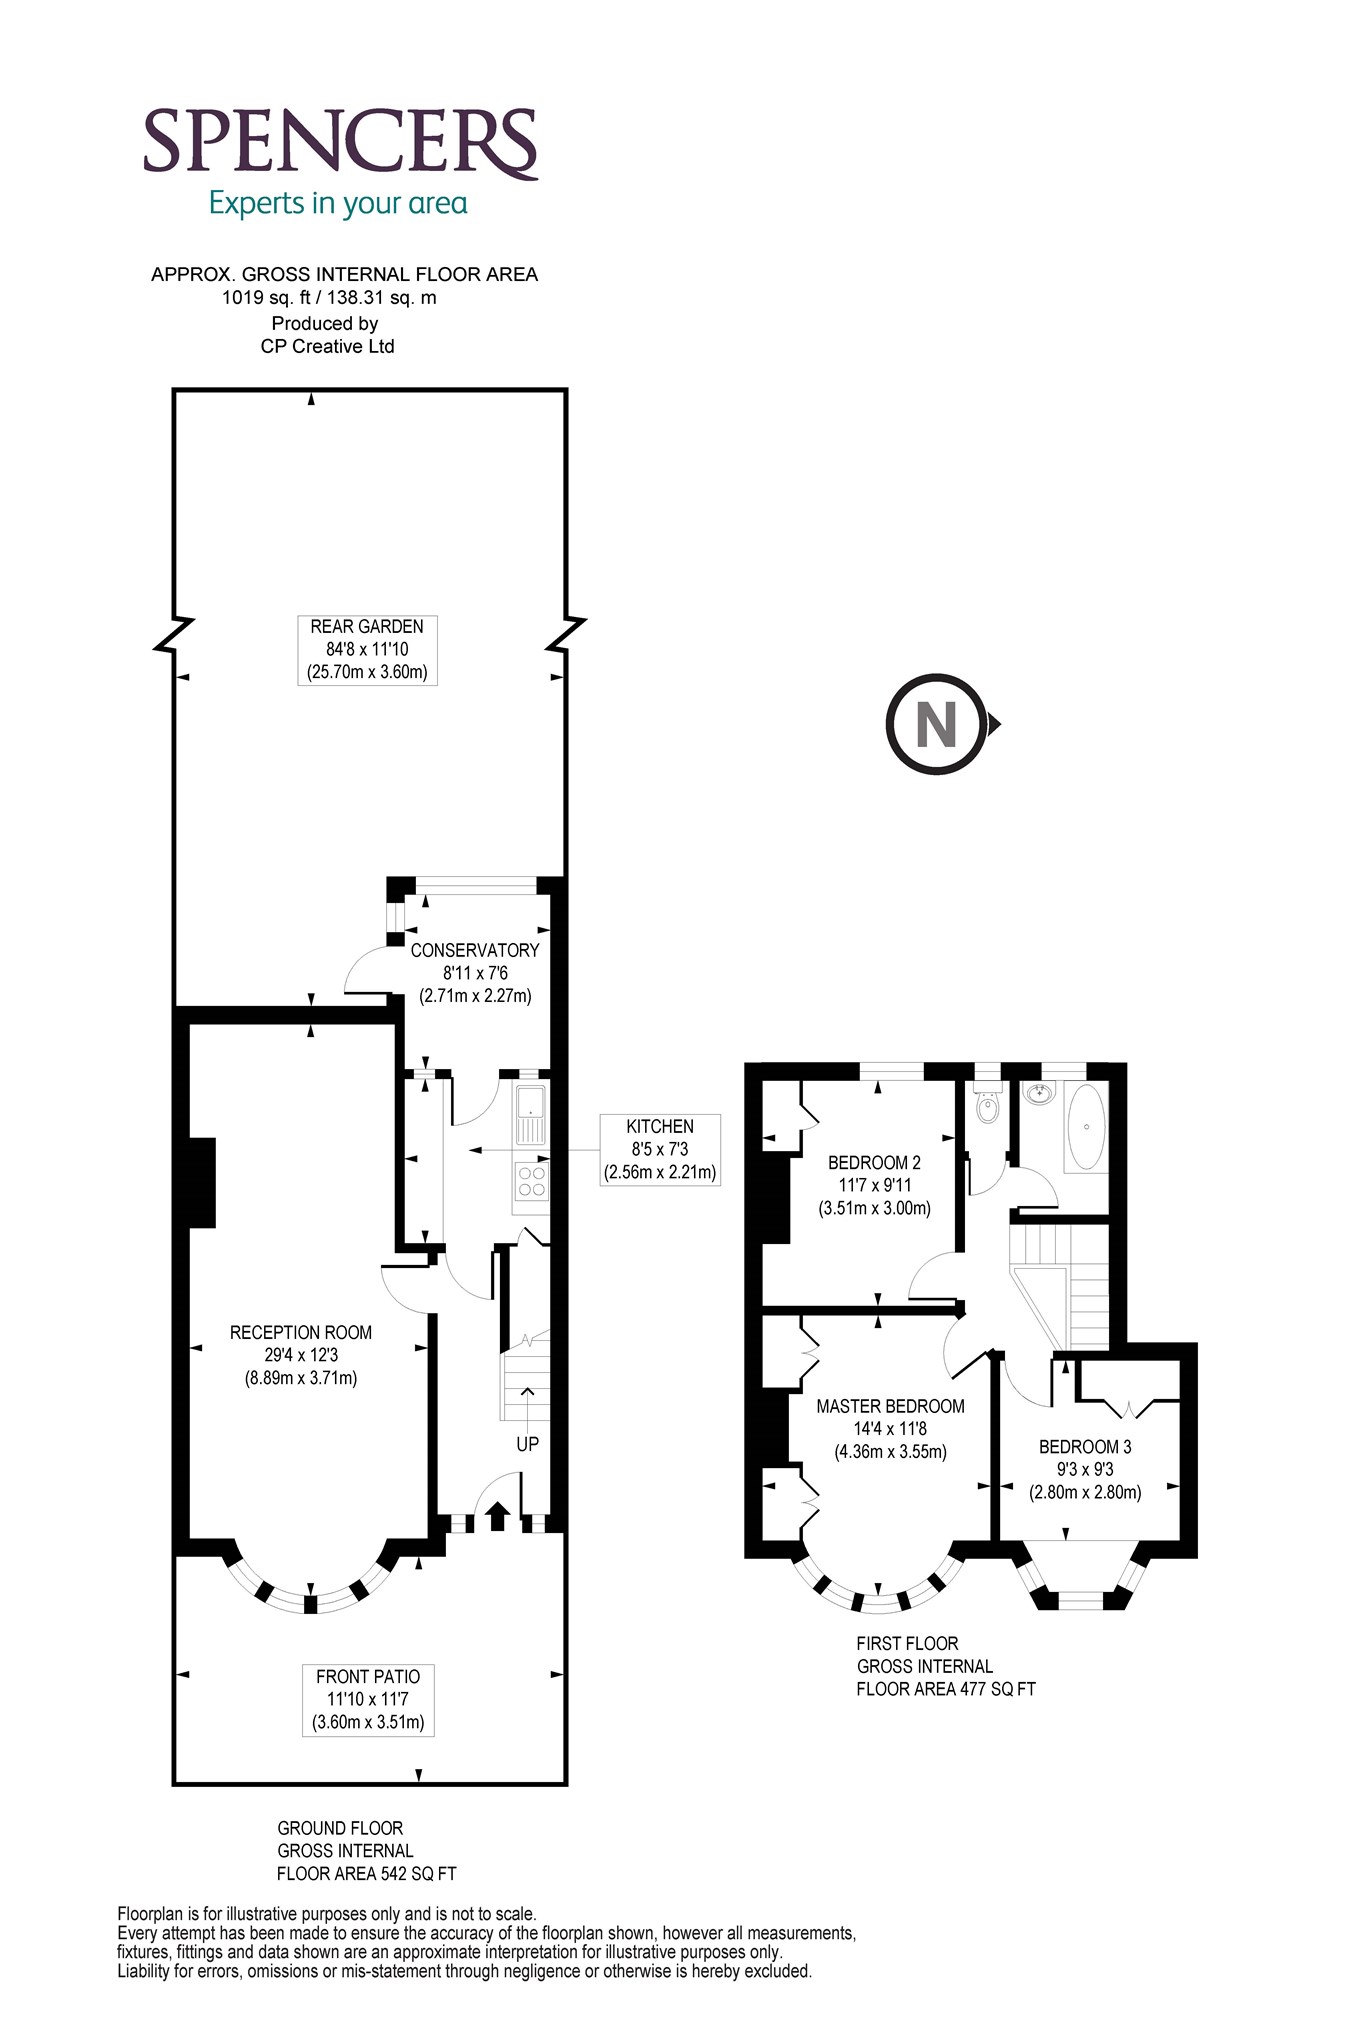 SPENCERS
Experts in your area
APPROX. GROSS INTERNAL FLOOR AREA
1019 sq. ft / 138.31 sq. m
Produced by
CP Creative Ltd
REAR GARDEN
84'8 x 11'10
(25.70m x 3.60m)
N
CONSERVATORY
8'11 x 7'6
(2.71m x 2.27m)
KITCHEN
8'5 x 7'3
(2.56m x 2.21m)
RECEPTION ROOM
29'4 x 12'3
(8.89m x 3.71m)
UP
FRONT PATIO
11'10 x 11'7
(3.60m x 3.51m)
GROUND FLOOR
GROSS INTERNAL
FLOOR AREA 542 SQ FT
BEDROOM 2
11'7 x 9'11
(3.51m x 3.00m)
MASTER BEDROOM
14'4 x 11'8
(4.36m x 3.55m)
BEDROOM 3
9'3 x 9'3
(2.80m x 2.80m)
FIRST FLOOR
GROSS INTERNAL
FLOOR AREA 477 SQ FT
Floorplan is for illustrative purposes only and is not to scale.
Every attempt has been made to ensure the accuracy of the floorplan shown, however all measurements,
fixtures, fittings and data shown are an approximate interpretation for illustrative purposes only.
Liability for errors, omissions or mis-statement through negligence or otherwise is hereby excluded.